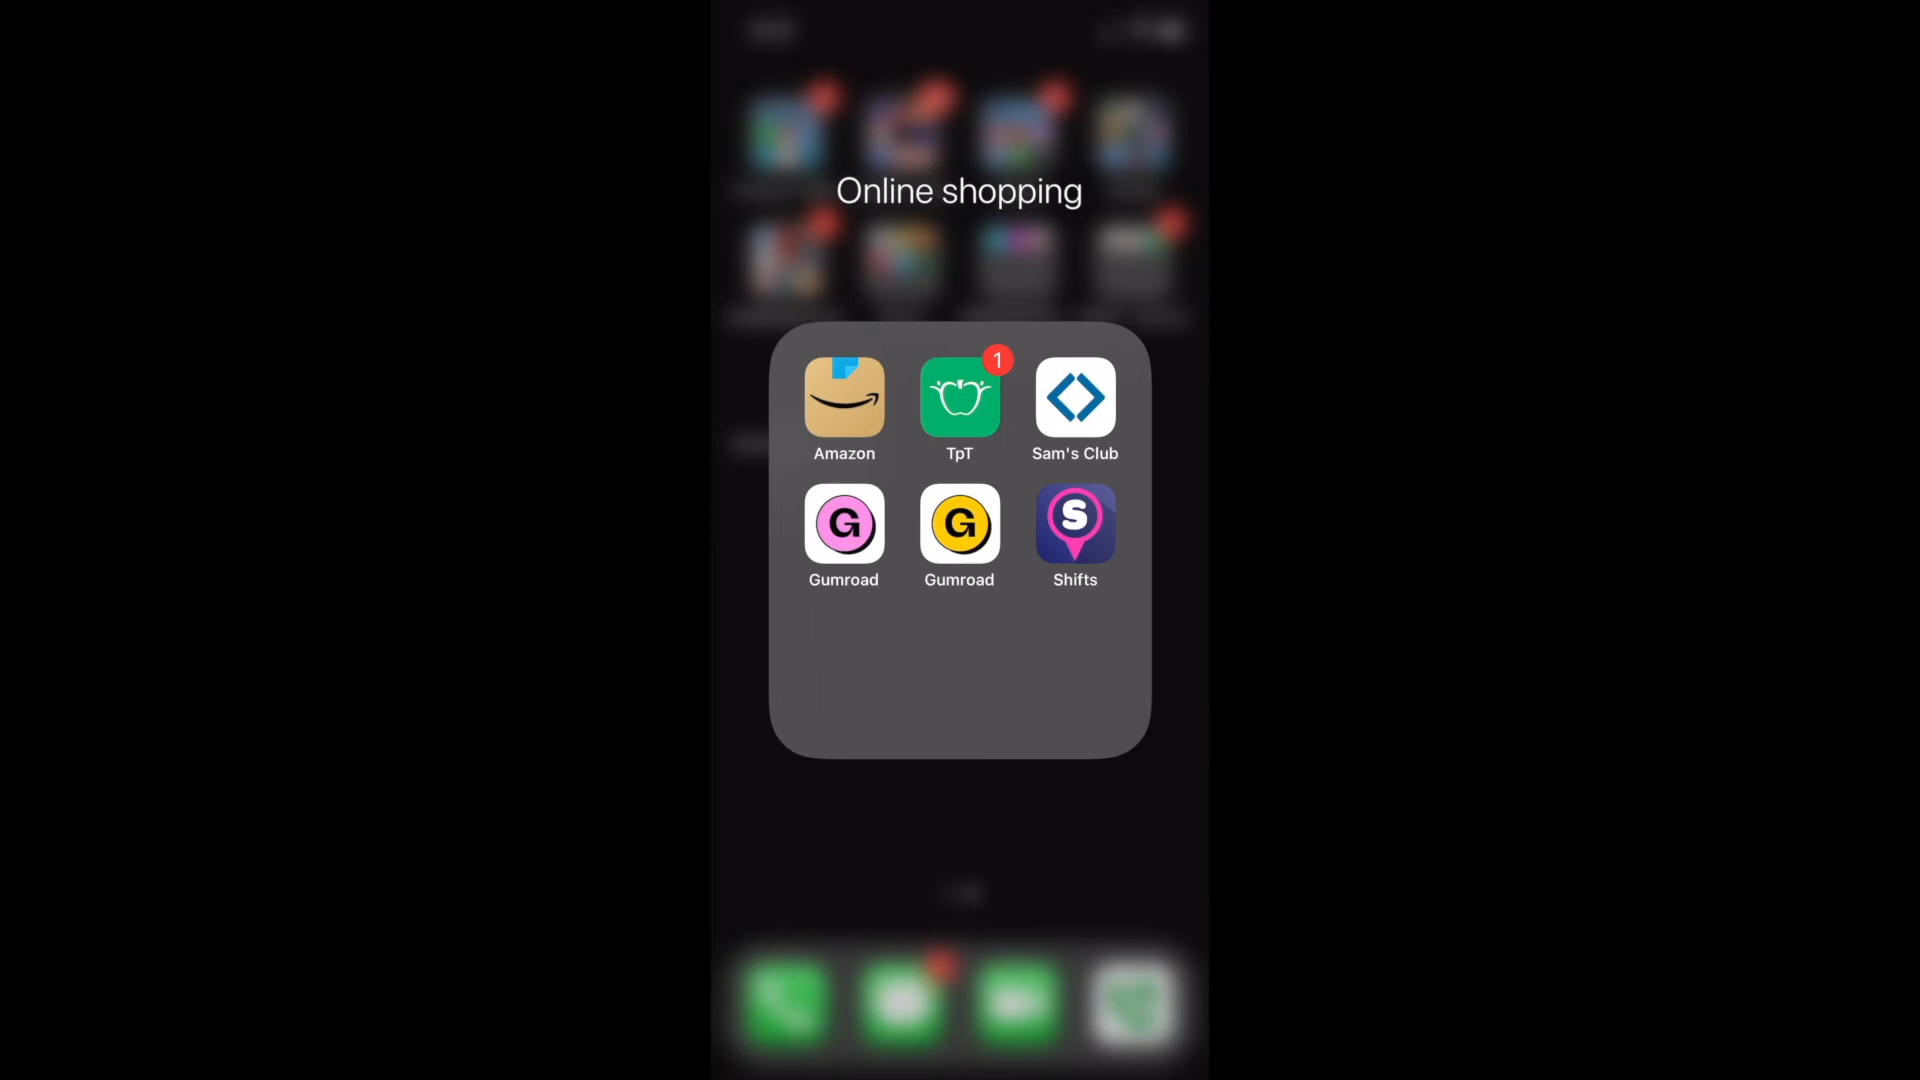 Online shopping
1
Amazon
TpT
Sam's Club
G
G
S
Gumroad
Gumroad
Shifts